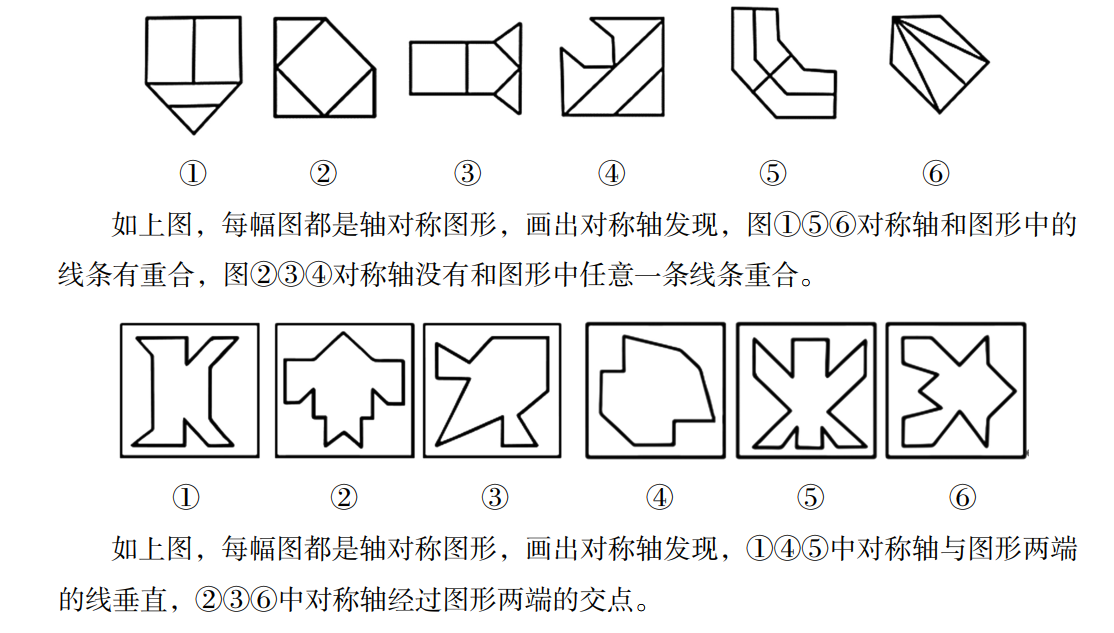 ① ② ③ ④ ⑤ ⑥
如上图，每幅图都是轴对称图形，画出对称轴发现，图①⑤⑥对称轴和图形中的
线条有重合，图②③④对称轴没有和图形中任意一条线条重合。
① ② ③ ④ ⑤ ⑥
如上图，每幅图都是轴对称图形，画出对称轴发现，①④⑤中对称轴与图形两端
的线垂直，②③⑥中对称轴经过图形两端的交点。